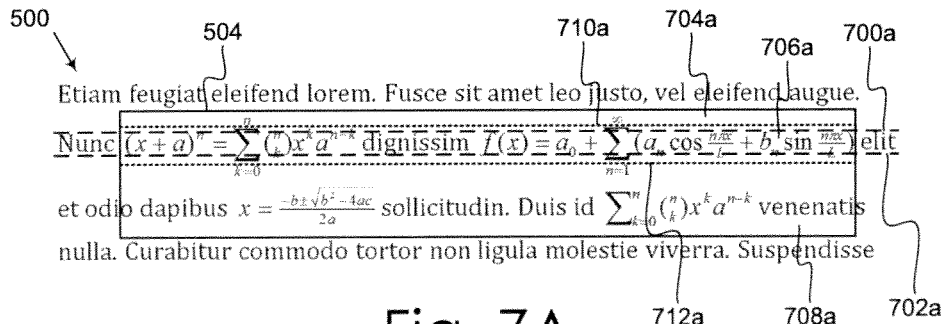 500 504 710a 704a 706a 700a
Etiam feugiat eleifend lorem. Fusce sit amet leo justo, vel eleifend augue.
Nunc (x + a)^n = ∑_{k=0}^{n} (n k) x^k a^{n−k} dignissim f(x) = a_0 + ∑_{n=1}^{∞} (a_n cos nπx/L + b_n sin nπx/L) elit
et odio dapibus x = (−b ± √(b² − 4ac))/2a sollicitudin. Duis id ∑_{k=0}^{n} (n k) x^k a^{n−k} venenatis
nulla. Curabitur commodo tortor non ligula molestie viverra. Suspendisse
Fig. 7A 712a 708a 702a